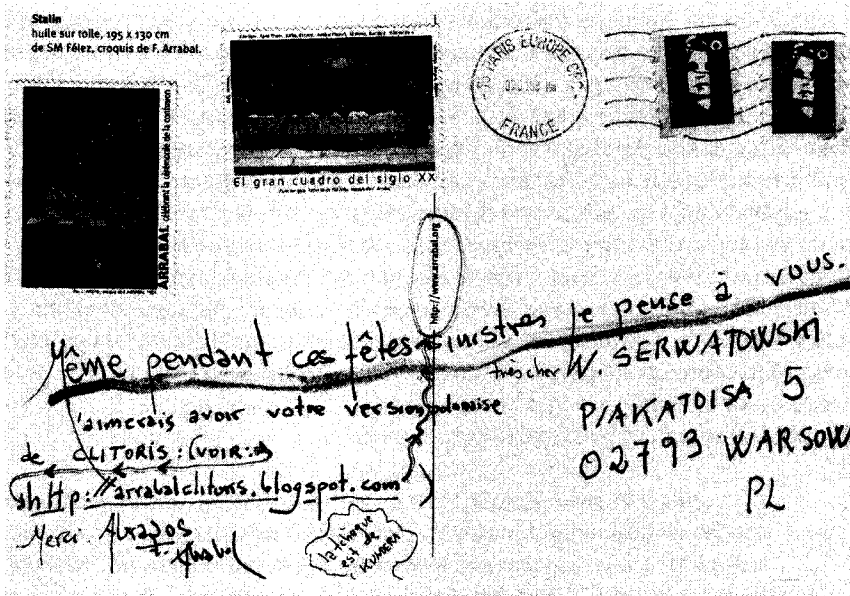 Stalin
huile sur toile, 195 x 130 cm
de SM Félez, croquis de F. Arrabal.
El gran cuadro del siglo XX
ARRABAL
http://www.arrabal.org
PARIS EUROPE
FRANCE
Même pendant ces fêtes sinistres je pense à vous.
très cher W. SERWATOWSKI
P/AKATOISA 5
02793 WARSOW
PL
j'aimerais avoir votre version polonaise
de CLITORIS: (VOIR:
http://arrabalclitoris.blogspot.com)
Merci. Abrazos
la tchèque
est de
KUNDERA